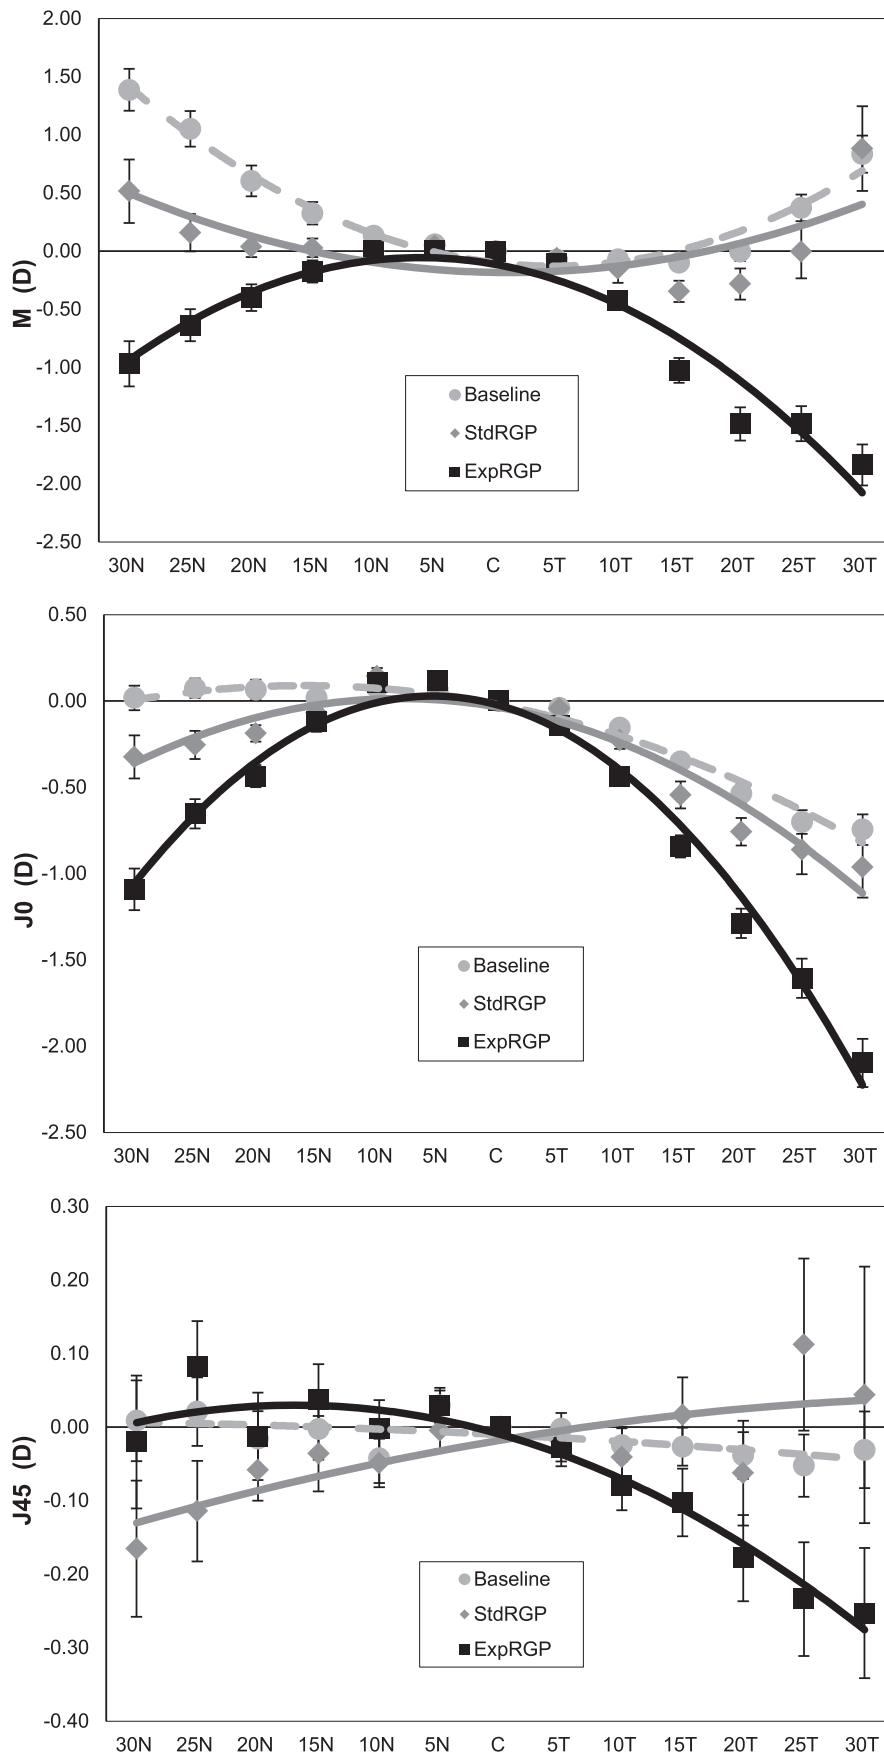 2.00
1.50
1.00
0.50
0.00
-0.50
-1.00
-1.50
-2.00
-2.50
M (D)
Baseline
StdRGP
ExpRGP
30N 25N 20N 15N 10N 5N C 5T 10T 15T 20T 25T 30T
0.50
0.00
-0.50
-1.00
-1.50
-2.00
-2.50
J0 (D)
Baseline
StdRGP
ExpRGP
30N 25N 20N 15N 10N 5N C 5T 10T 15T 20T 25T 30T
0.30
0.20
0.10
0.00
-0.10
-0.20
-0.30
-0.40
J45 (D)
Baseline
StdRGP
ExpRGP
30N 25N 20N 15N 10N 5N C 5T 10T 15T 20T 25T 30T